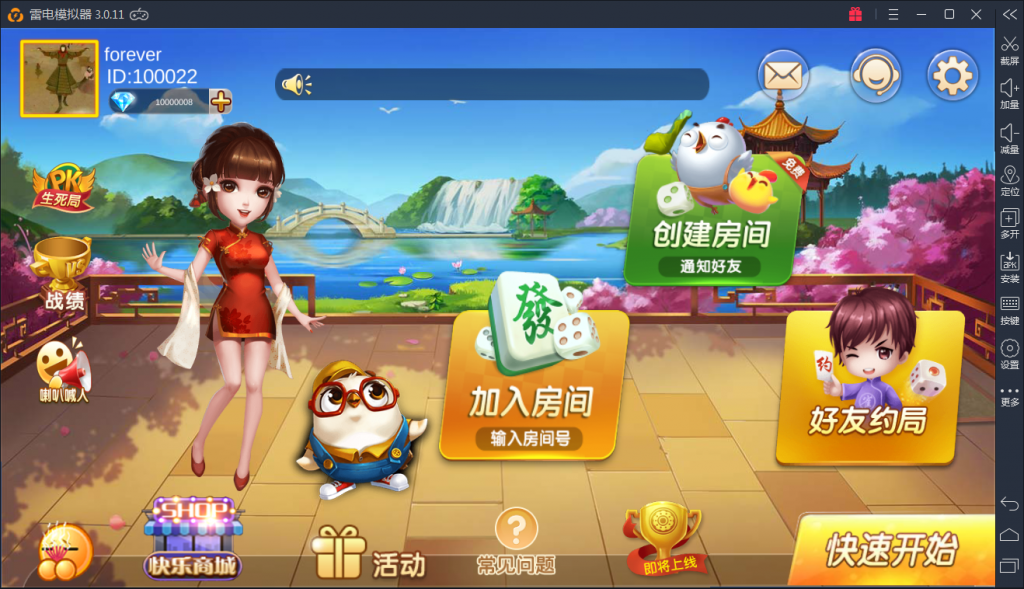 雷电模拟器 3.0.11
forever
ID:100022
10000008
PK
生死局
VS
战绩
喇叭喊人
免费
创建房间
通知好友
發
加入房间
输入房间号
约
好友约局
SHOP
快乐商城
活动
?
常见问题
即将上线
快速开始
截屏
加量
减量
定位
多开
APK
安装
按键
设置
更多